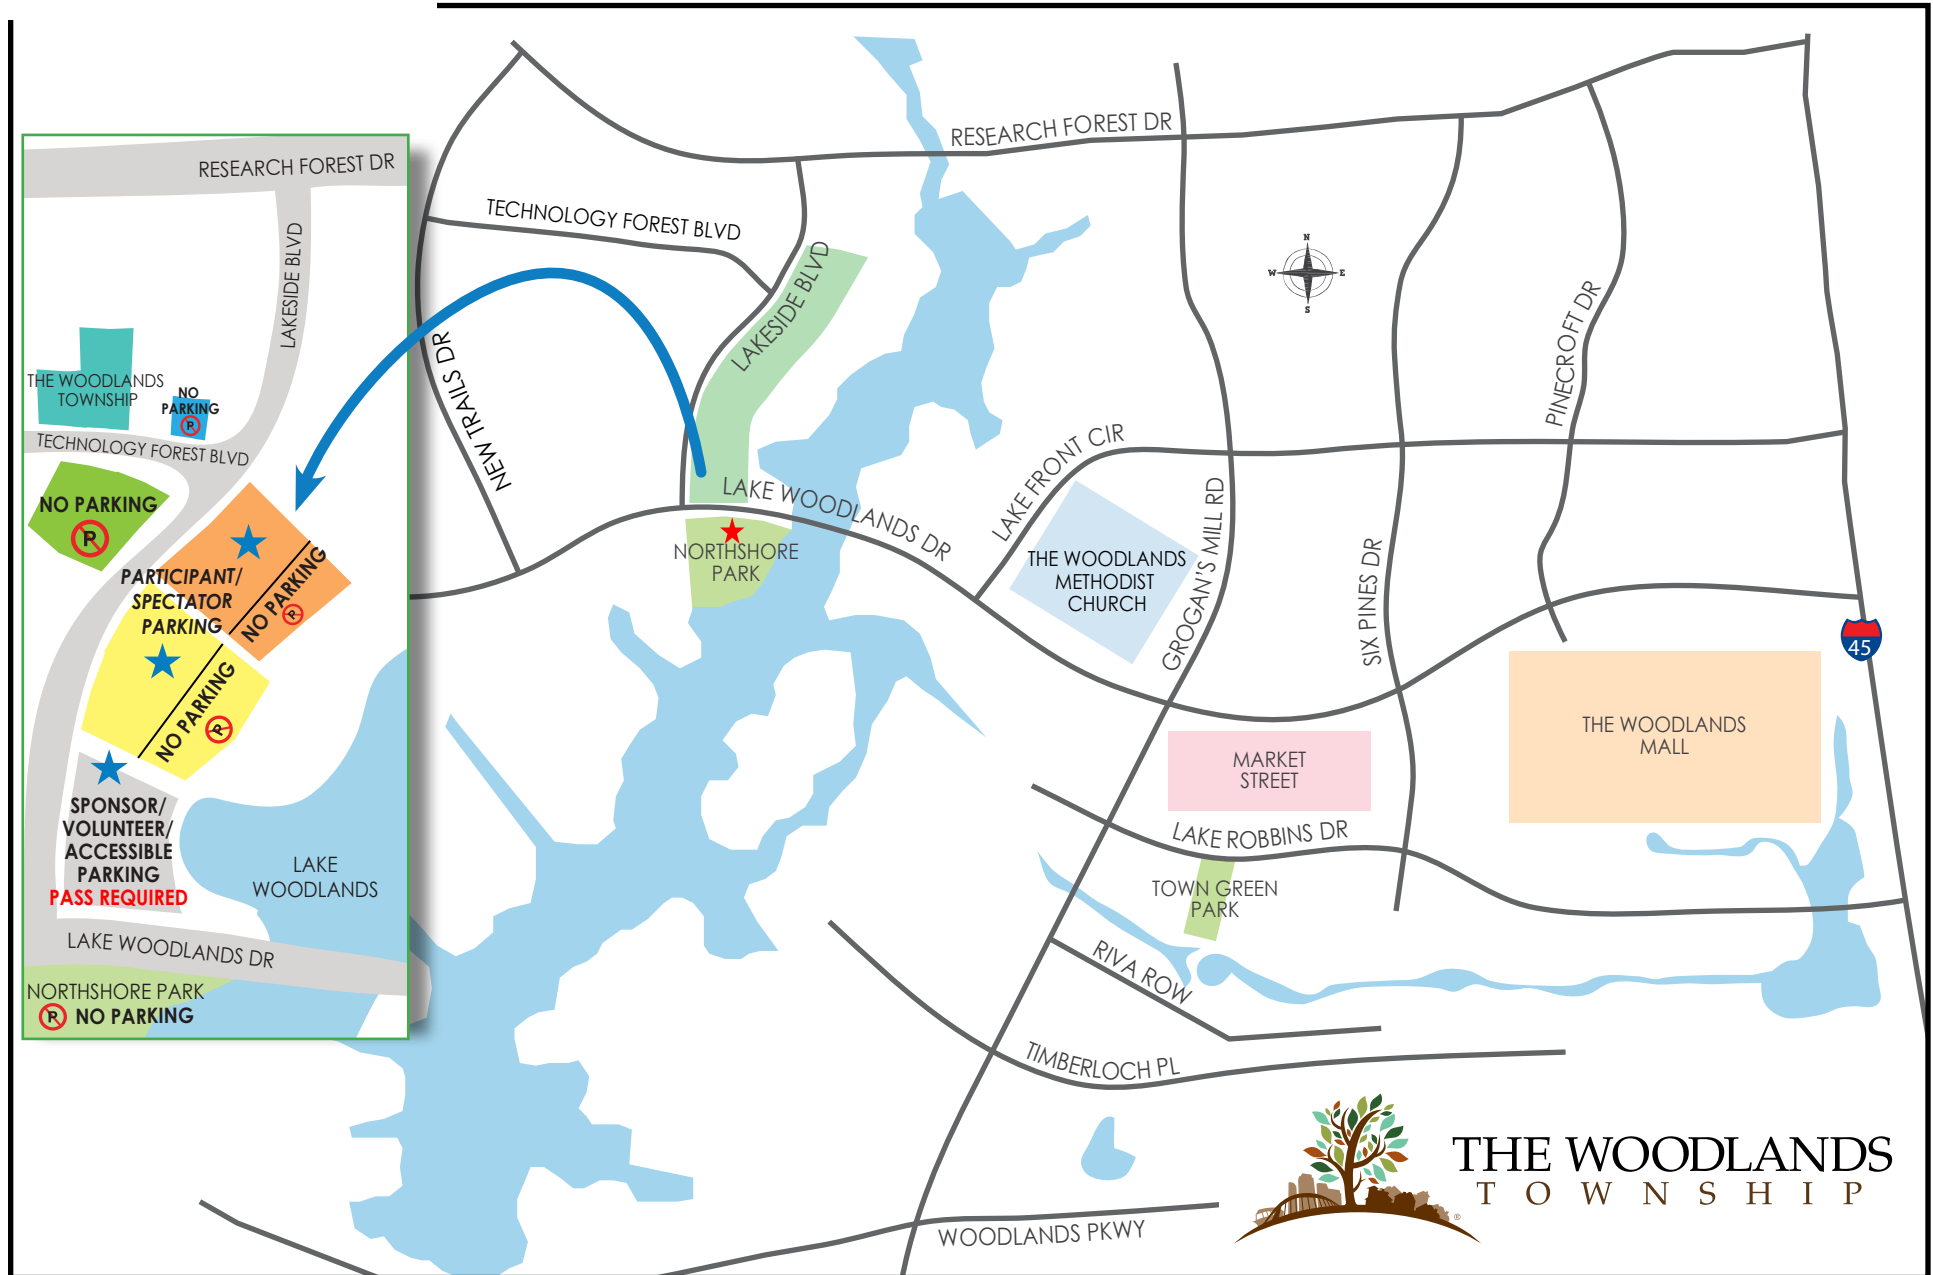 RESEARCH FOREST DR
LAKESIDE BLVD
THE WOODLANDS
TOWNSHIP
NO
PARKING
P
TECHNOLOGY FOREST BLVD
NO PARKING
P
PARTICIPANT/
SPECTATOR
PARKING
NO PARKING
P
NO PARKING
P
SPONSOR/
VOLUNTEER/
ACCESSIBLE
PARKING
PASS REQUIRED
LAKE
WOODLANDS
LAKE WOODLANDS DR
NORTHSHORE PARK
P NO PARKING
RESEARCH FOREST DR
TECHNOLOGY FOREST BLVD
LAKESIDE BLVD
NEW TRAILS DR
N
W E
S
PINECROFT DR
LAKE FRONT CIR
LAKE WOODLANDS DR
NORTHSHORE
PARK
THE WOODLANDS
METHODIST
CHURCH
GROGAN'S MILL RD
SIX PINES DR
45
THE WOODLANDS
MALL
MARKET
STREET
LAKE ROBBINS DR
TOWN GREEN
PARK
RIVA ROW
TIMBERLOCH PL
WOODLANDS PKWY
THE WOODLANDS
TOWNSHIP
®